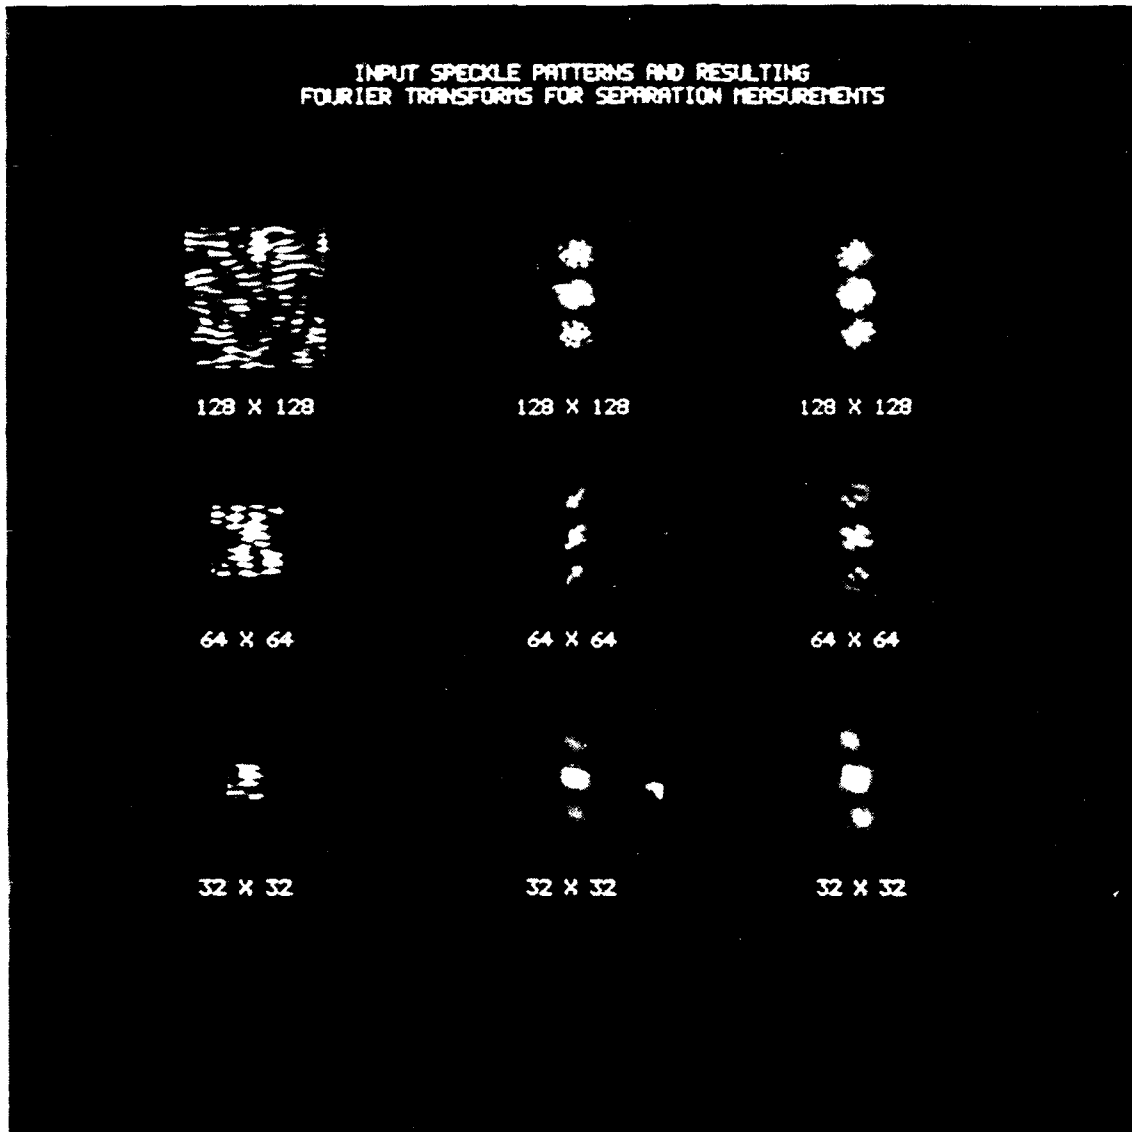 INPUT SPECKLE PATTERNS AND RESULTING
FOURIER TRANSFORMS FOR SEPARATION MEASUREMENTS
128 X 128 128 X 128 128 X 128
64 X 64 64 X 64 64 X 64
32 X 32 32 X 32 32 X 32